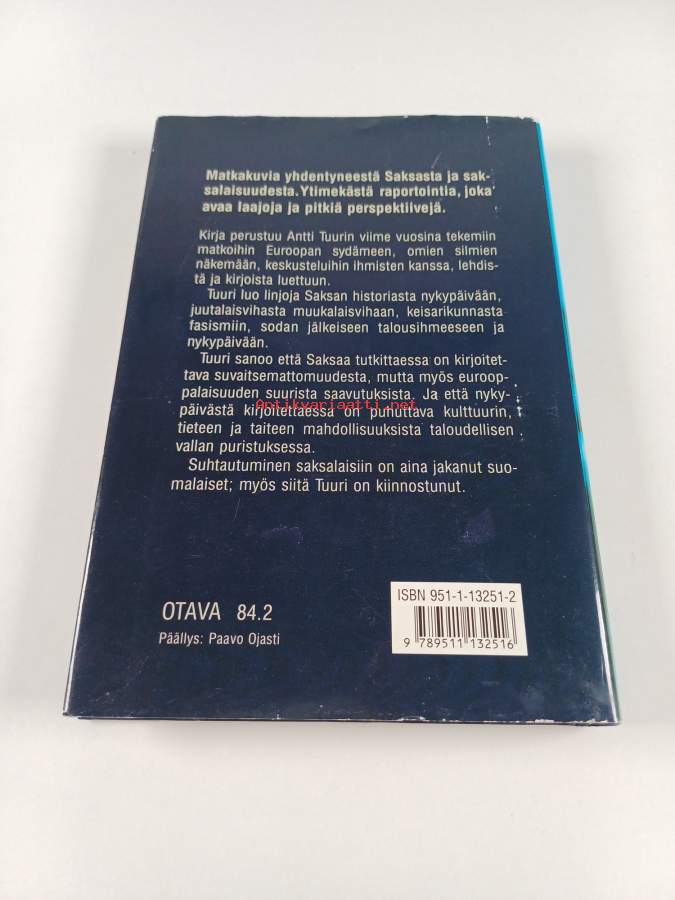 Matkakuvia yhdentyneestä Saksasta ja sak-
salaisuudesta. Ytimekästä raportointia, joka
avaa laajoja ja pitkiä perspektiivejä.
Kirja perustuu Antti Tuurin viime vuosina tekemiin
matkoihin Euroopan sydämeen, omien silmien
näkemään, keskusteluihin ihmisten kanssa, lehdis-
tä ja kirjoista luettuun.
Tuuri luo linjoja Saksan historiasta nykypäivään,
juutalaisvihasta muukalaisvihaan, keisarikunnasta
fasismiin, sodan jälkeiseen talousihmeeseen ja
nykypäivään.
Tuuri sanoo että Saksaa tutkittaessa on kirjoitet-
tava suvaitsemattomuudesta, mutta myös euroop-
palaisuuden suurista saavutuksista. Ja että nyky-
Antikvariaatti.net
päivästä kirjoitettaessa on puhuttava kulttuurin,
tieteen ja taiteen mahdollisuuksista taloudellisen
vallan puristuksessa.
Suhtautuminen saksalaisiin on aina jakanut suo-
malaiset; myös siitä Tuuri on kiinnostunut.
OTAVA 84.2
Päällys: Paavo Ojasti
ISBN 951-1-13251-2
9 789511 132516